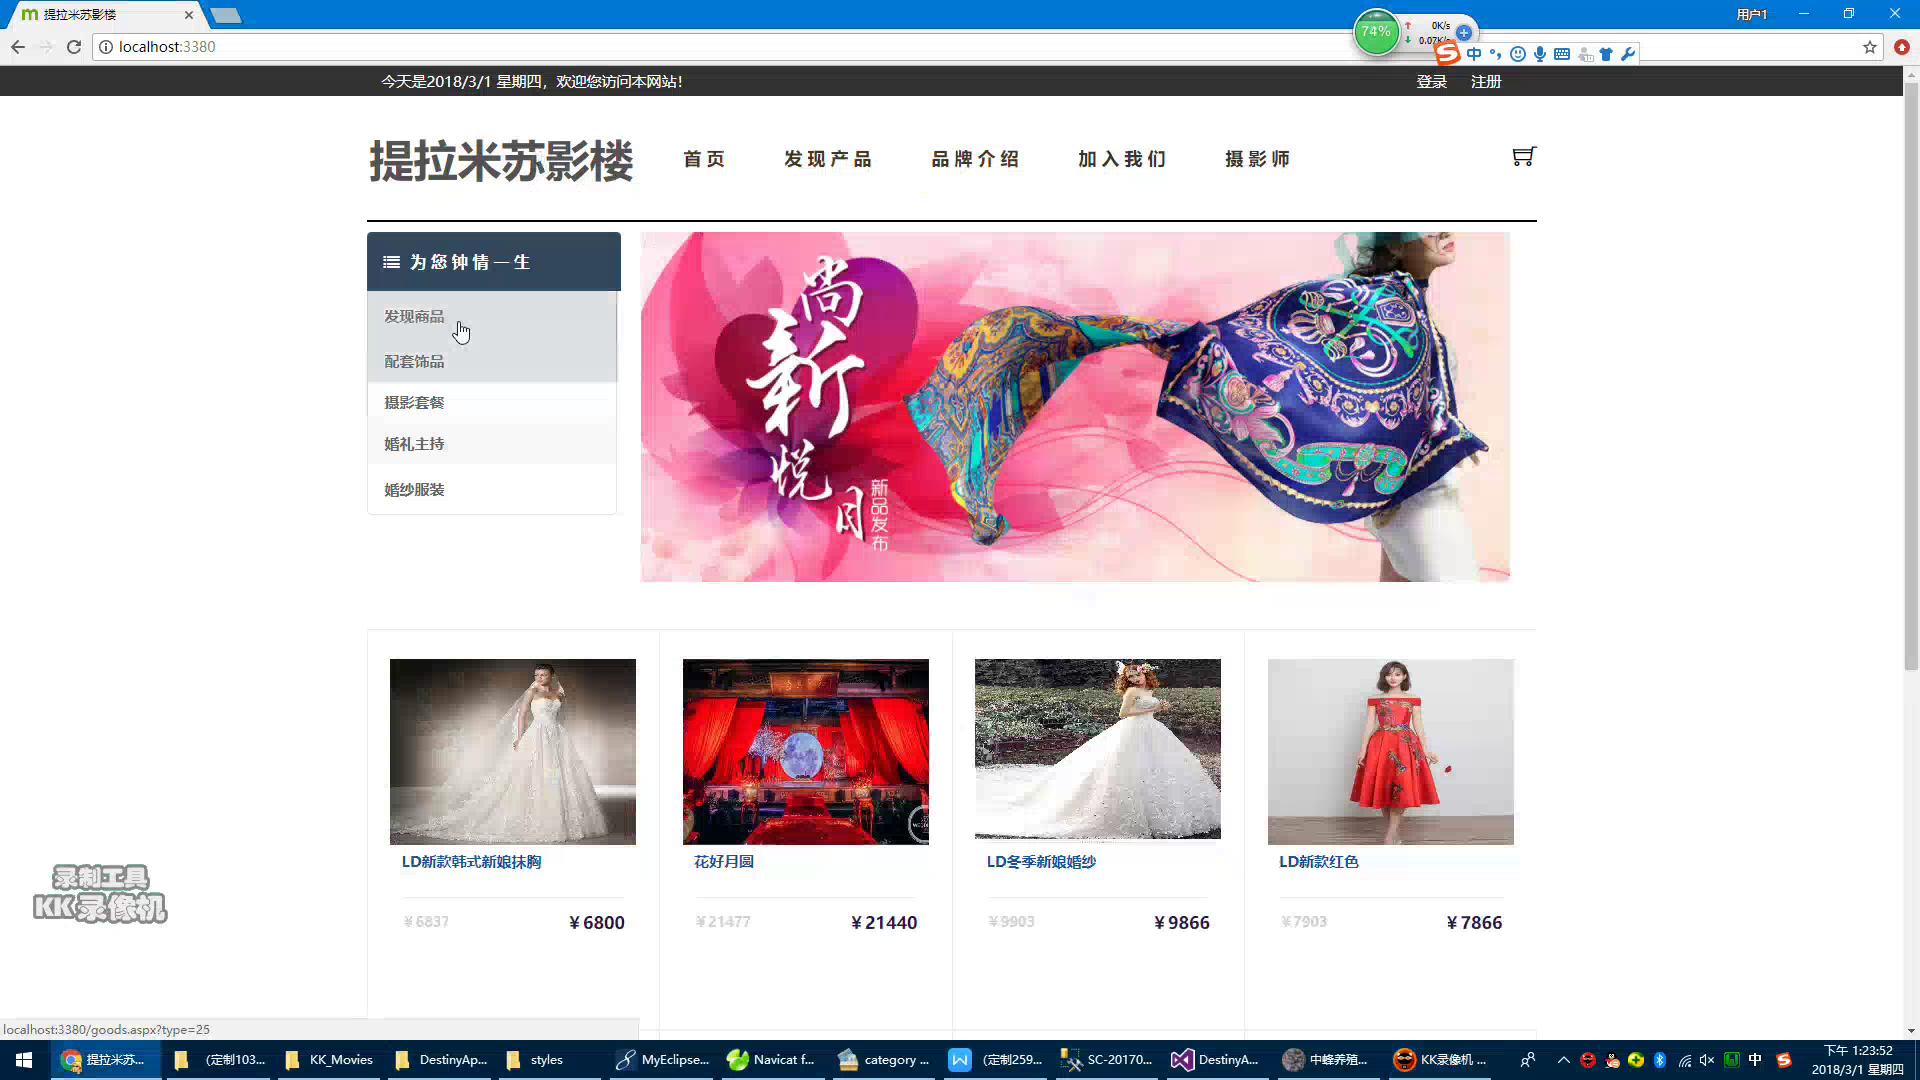 提拉米苏影楼
用户1
localhost:3380
74%
0K/s
0.07K/s
中
今天是2018/3/1 星期四，欢迎您访问本网站！
登录 注册
提拉米苏影楼
首页 发现产品 品牌介绍 加入我们 摄影师
为您钟情一生
发现商品
配套饰品
摄影套餐
婚礼主持
婚纱服装
尚新悦目
新品发布
LD新款韩式新娘抹胸
花好月圆
LD冬季新娘婚纱
LD新款红色
¥6837 ¥6800
¥21477 ¥21440
¥9903 ¥9866
¥7903 ¥7866
录制工具
KK录像机
localhost:3380/goods.aspx?type=25
提拉米苏...
(定制103...
KK_Movies
DestinyAp...
styles
MyEclipse...
Navicat f...
category ...
(定制259...
SC-20170...
DestinyA...
中蜂养殖...
KK录像机 ...
中
下午 1:23:52
2018/3/1 星期四